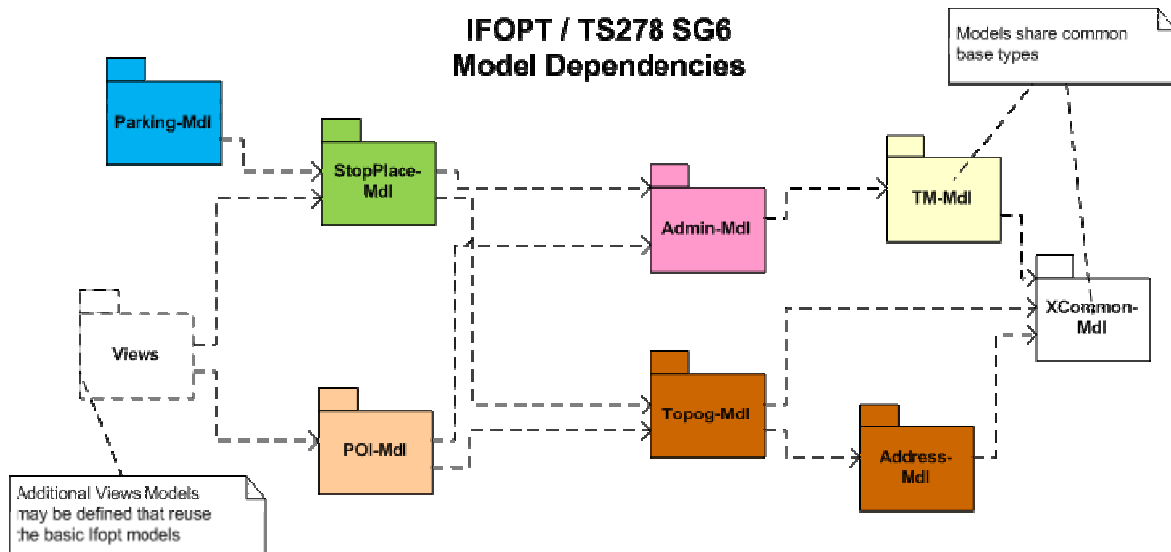 IFOPT / TS278 SG6
Model Dependencies
Models share common
base types
Parking-Mdl
StopPlace-
Mdl
Admin-Mdl
TM-Mdl
XCommon-
Mdl
Views
POI-Mdl
Topog-Mdl
Address-
Mdl
Additional Views Models
may be defined that reuse
the basic Ifopt models